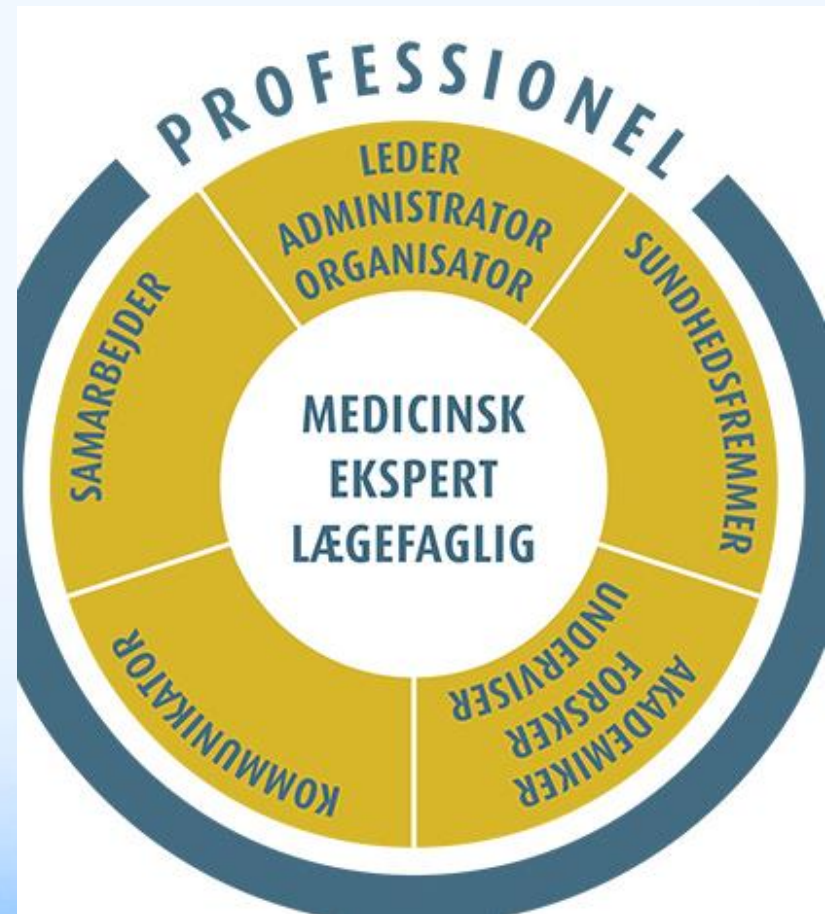 PROFESSIONEL
LEDER
ADMINISTRATOR
ORGANISATOR
SUNDHEDSFREMMER
AKADEMIKER
FORSKER
UNDERVISER
KOMMUNIKATOR
SAMARBEJDER
MEDICINSK
EKSPERT
LÆGEFAGLIG